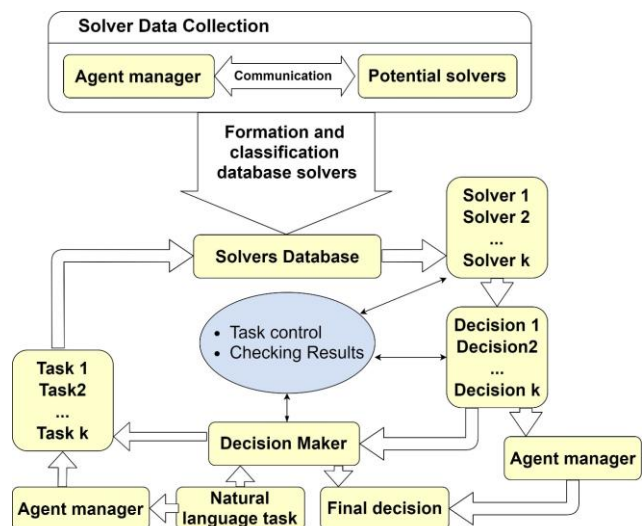 Solver Data Collection
Agent manager
Communication
Potential solvers
Formation and
classification
database solvers
Solver 1
Solver 2
...
Solver k
Solvers Database
• Task control
• Checking Results
Decision 1
Decision2
...
Decision k
Task 1
Task2
...
Task k
Decision Maker
Agent manager
Agent manager
Natural
language task
Final decision